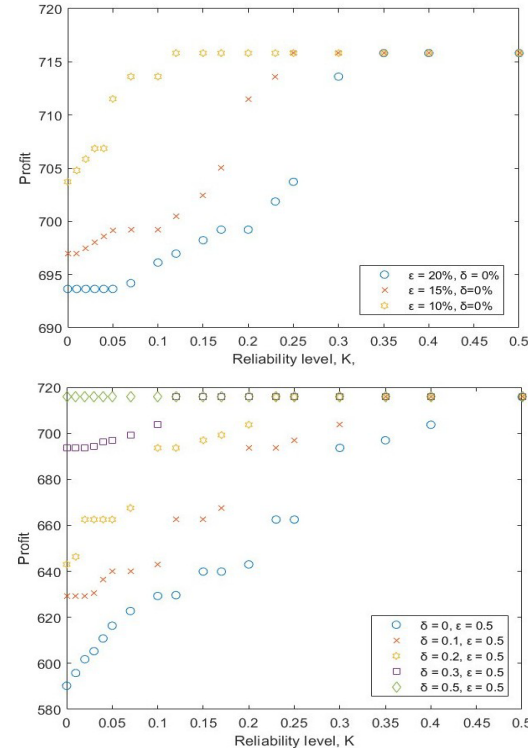 720
715
710
705
700
695
690
Profit
0 0.05 0.1 0.15 0.2 0.25 0.3 0.35 0.4 0.45 0.5
Reliability level, K,
ε = 20%, δ = 0%
ε = 15%, δ=0%
ε = 10%, δ=0%
720
700
680
660
640
620
600
580
Profit
0 0.05 0.1 0.15 0.2 0.25 0.3 0.35 0.4 0.45 0.5
Reliability level, K
δ = 0, ε = 0.5
δ = 0.1, ε = 0.5
δ = 0.2, ε = 0.5
δ = 0.3, ε = 0.5
δ = 0.5, ε = 0.5